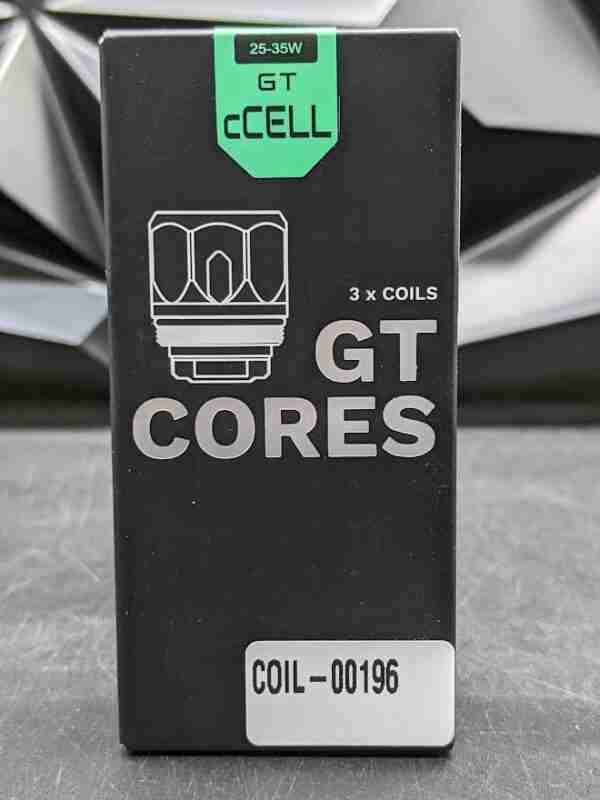 25-35W
GT
cCELL
3 x COILS
GT
CORES
COIL-00196